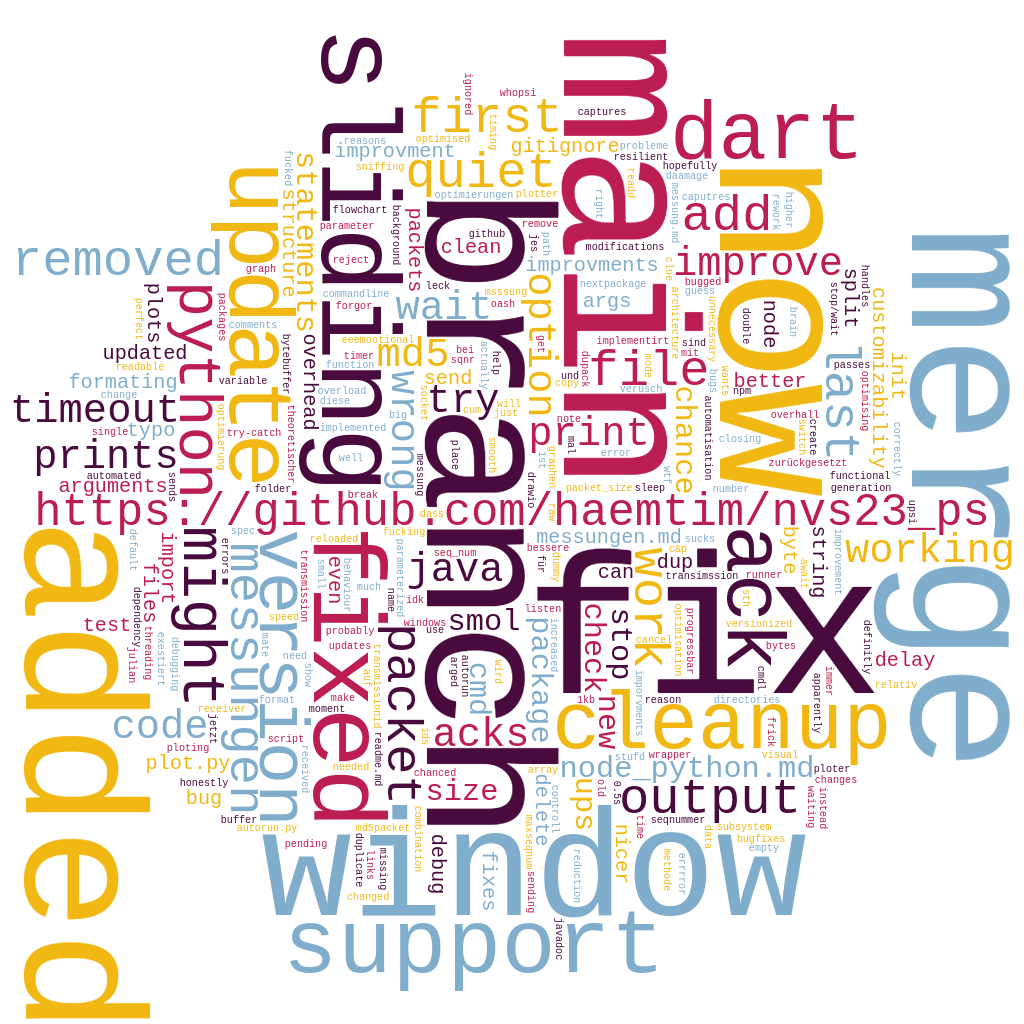 sliding
main
whopsi
ignored
captures
first
dart
timing
optimised
gitignore
probleme
reasons
improvment
resilient
hopefully
daamage
sniffing
quiet
fucked
structure
statements
update
optimierungen
plotter
readd
messung.md
caputres
rework
higher
now
flowchart
background
packets
branch
right
add
parameter
github
clean
remove
jes
path
modifications
removed
graph
reject
leck
improvments
clue
architecture
improve
bugged
merge
commandline
msssung
nextpackage
guess
unnecessary
split
stop/wait
handles
plots
perfect
python
packages
forgor
wait
oash
option
args
double
node
brain
customizability
comments
eeemootional
implementirt
sind
mit
updated
readable
bytebuffer
overhead
timer
function
md5
bei
sqnr
actually
help
get
dupack
file
mode
bugs
wants
last
passes
init
optimising
formating
change
variable
overload
diese
wrong
send
und
copy
chance
better
timeout
theoretischer
big
socket
try
cum
will
just
verusch
automatisation
overhall
switch
create
single
typo
optimierung
try-catch
implemented
note
print
mal
error
closing
correctly
prints
well
place
smooth
ist
graphen
zurückgesetzt
automated
arguments
sends
folder
break
messung
drawio
raw
packet_size
sleep
wtf
number
functional
generation
https://github.com/haemtim/nvs23_ps
upsi
dass
added
default
spec
errors
might
version
reloaded
fixed
fucking
parameterized
messungen.md
sucks
ack
byte
string
improvement
working
import
files
messungen
transmission
even
small
behaviour
java
seq_num
bessere
für
dummy
fix
work
c&p
dup
transimssion
runner
await
can
sth
dependency
much
name
idk
smol
check
stop
optimisation
progressbar
versionized
test
threading
julian
speed
probably
packet
use
windows
listen
package
increased
cancel
bytes
definitly
exestiert
debugging
mate
need
show
updates
transmissionid
aur
arged
autorun
cmd
wird
imporvments
cmdl
immer
apparently
delay
relativ
receiver
format
make
1kb
new
reason
directories
code
jetzt
script
moment
readme.md
ids
acks
cleanup
frick
ploting
received
needed
stufd
wrapper
visual
plot.py
honestly
chanced
array
node_python.md
ploter
changes
bug
size
delete
controll
ups
old
0.5s
output
waiting
instead
buffer
autorun.py
md5packet
combination
maxseqnum
time
seqnummer
data
subsystem
pending
window
duplicate
links
missing
debug
fixes
nicer
bugfixes
empty
changed
sending
reduction
methode
errrror
support
javadoc